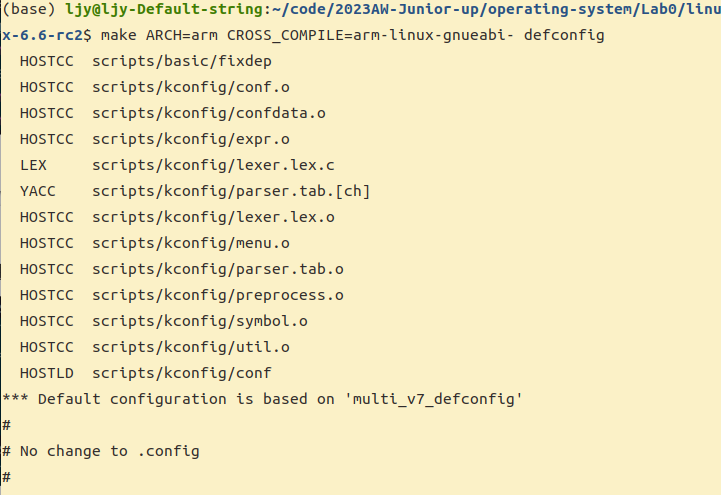 (base) ljy@ljy-Default-string:~/code/2023AW-Junior-up/operating-system/Lab0/linu
x-6.6-rc2$ make ARCH=arm CROSS_COMPILE=arm-linux-gnueabi- defconfig
  HOSTCC  scripts/basic/fixdep
  HOSTCC  scripts/kconfig/conf.o
  HOSTCC  scripts/kconfig/confdata.o
  HOSTCC  scripts/kconfig/expr.o
  LEX     scripts/kconfig/lexer.lex.c
  YACC    scripts/kconfig/parser.tab.[ch]
  HOSTCC  scripts/kconfig/lexer.lex.o
  HOSTCC  scripts/kconfig/menu.o
  HOSTCC  scripts/kconfig/parser.tab.o
  HOSTCC  scripts/kconfig/preprocess.o
  HOSTCC  scripts/kconfig/symbol.o
  HOSTCC  scripts/kconfig/util.o
  HOSTLD  scripts/kconfig/conf
*** Default configuration is based on 'multi_v7_defconfig'
#
# No change to .config
#